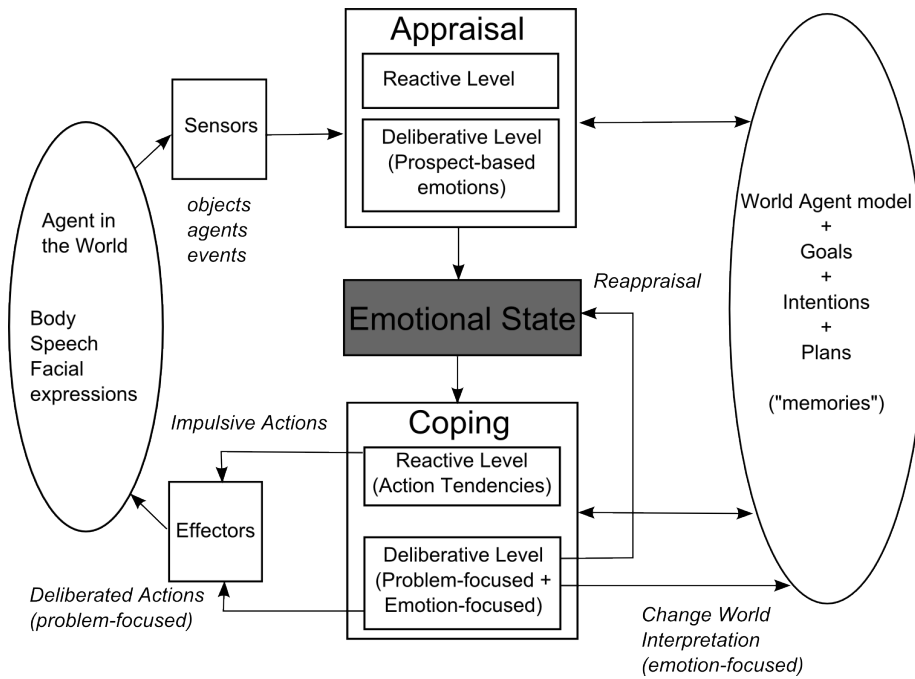 Appraisal
Reactive Level
Deliberative Level
(Prospect-based
emotions)
Sensors
objects
agents
events
Agent in
the World
Body
Speech
Facial
expressions
World Agent model
+
Goals
+
Intentions
+
Plans
("memories")
Reappraisal
Emotional State
Coping
Reactive Level
(Action Tendencies)
Deliberative Level
(Problem-focused +
Emotion-focused)
Impulsive Actions
Effectors
Deliberated Actions
(problem-focused)
Change World
Interpretation
(emotion-focused)